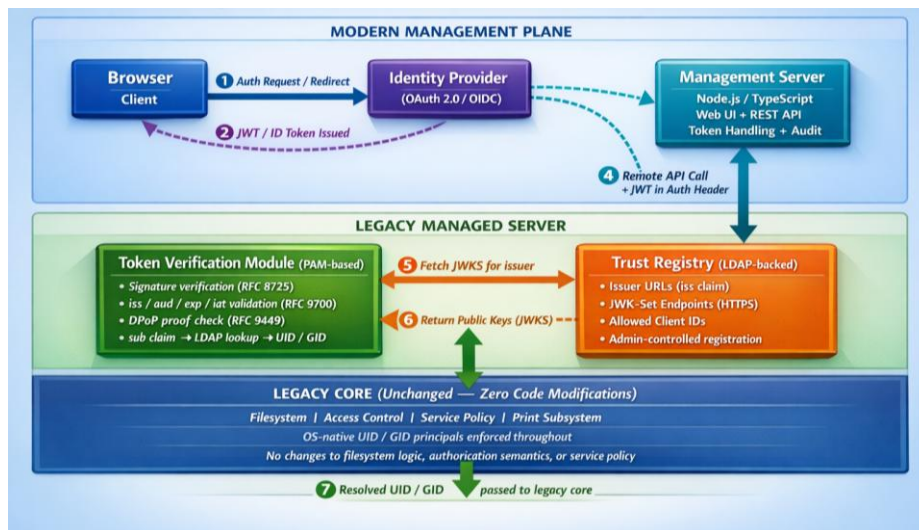 MODERN MANAGEMENT PLANE
Browser
Client
1 Auth Request / Redirect
2 JWT / ID Token Issued
Identity Provider
(OAuth 2.0 / OIDC)
Management Server
Node.js / TypeScript
Web UI + REST API
Token Handling + Audit
4 Remote API Call
+ JWT in Auth Header
LEGACY MANAGED SERVER
Token Verification Module (PAM-based)
• Signature verification (RFC 8725)
• iss / aud / exp / iat validation (RFC 9700)
• DPoP proof check (RFC 9449)
• sub claim → LDAP lookup → UID / GID
5 Fetch JWKS for issuer
6 Return Public Keys (JWKS)
Trust Registry (LDAP-backed)
• Issuer URLs (iss claim)
• JWK-Set Endpoints (HTTPS)
• Allowed Client IDs
• Admin-controlled registration
LEGACY CORE (Unchanged — Zero Code Modifications)
Filesystem | Access Control | Service Policy | Print Subsystem
OS-native UID / GID principals enforced throughout
No changes to filesystem logic, authorication semantics, or service policy
7 Resolved UID / GID passed to legacy core